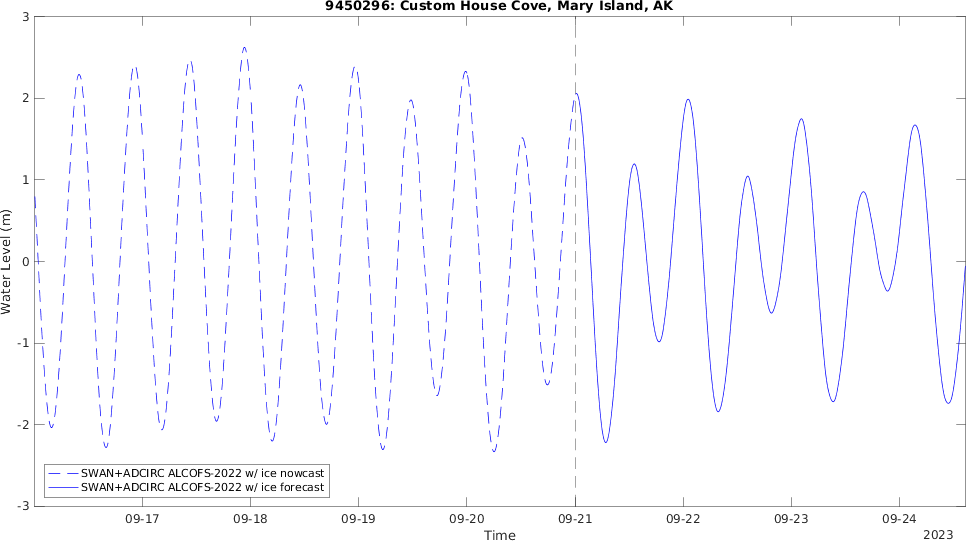 9450296: Custom House Cove, Mary Island, AK
Water Level (m)
3
2
1
0
-1
-2
-3
SWAN+ADCIRC ALCOFS-2022 w/ ice nowcast
SWAN+ADCIRC ALCOFS-2022 w/ ice forecast
09-17 09-18 09-19 09-20 09-21 09-22 09-23 09-24
Time
2023